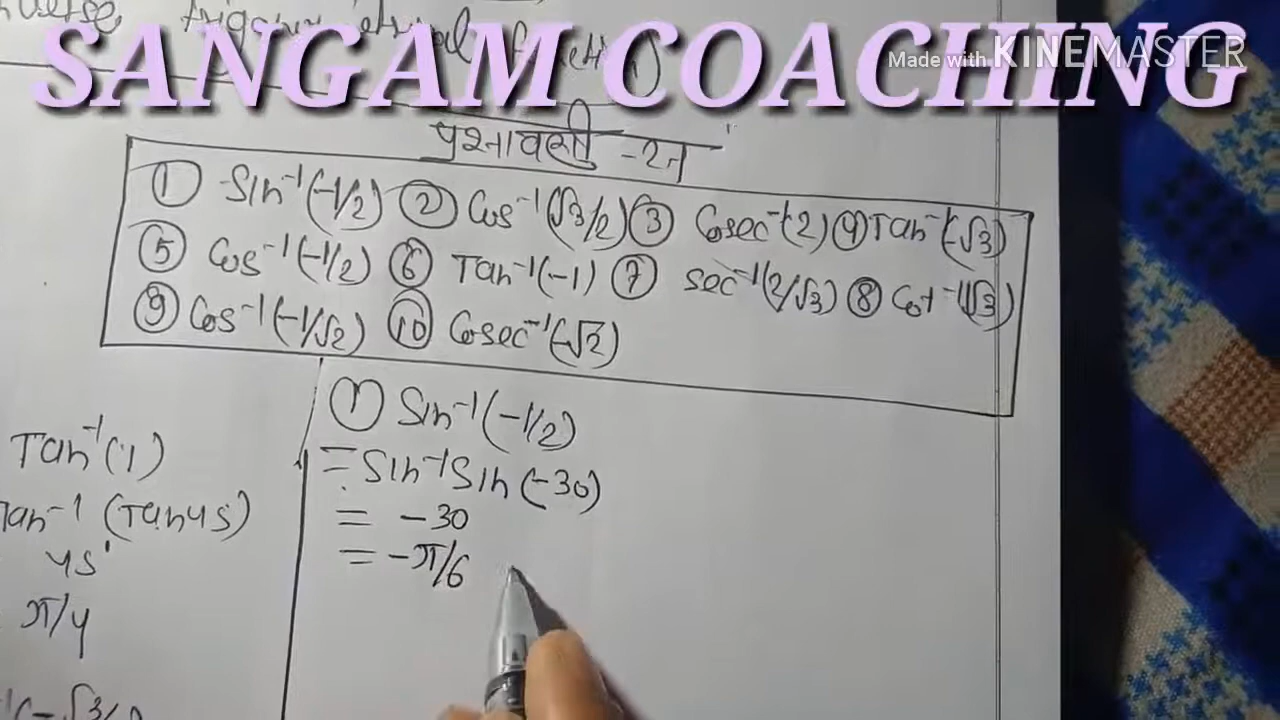 SANGAM COACHING
Made with KINEMASTER
प्रश्नावली -2.1
① Sin⁻¹(-1/2) ② Cos⁻¹(√3/2) ③ Cosec⁻¹(2) ④ Tan⁻¹(-√3)
⑤ Cos⁻¹(-1/2) ⑥ Tan⁻¹(-1) ⑦ sec⁻¹(2/√3) ⑧ Cot⁻¹(√3)
⑨ Cos⁻¹(-1/√2) ⑩ Cosec⁻¹(-√2)
① Sin⁻¹(-1/2)
= Sin⁻¹ Sin (-30)
= -30
= -π/6
Tan⁻¹(1)
Tan⁻¹ (Tan45)
45°
π/4